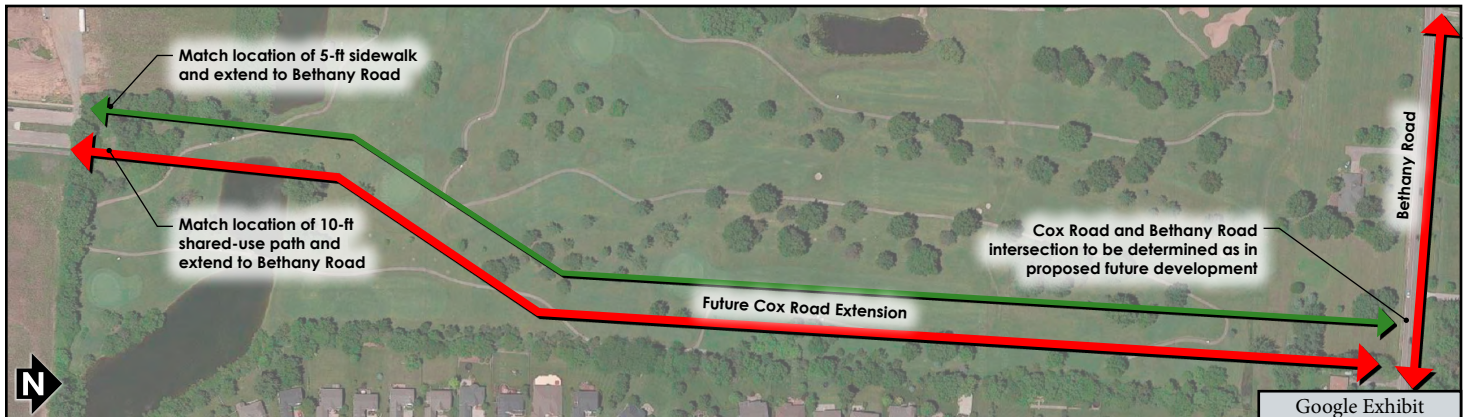 Match location of 5-ft sidewalk
and extend to Bethany Road
Match location of 10-ft
shared-use path and
extend to Bethany Road
Future Cox Road Extension
Cox Road and Bethany Road
intersection to be determined as in
proposed future development
Bethany Road
N
Google Exhibit